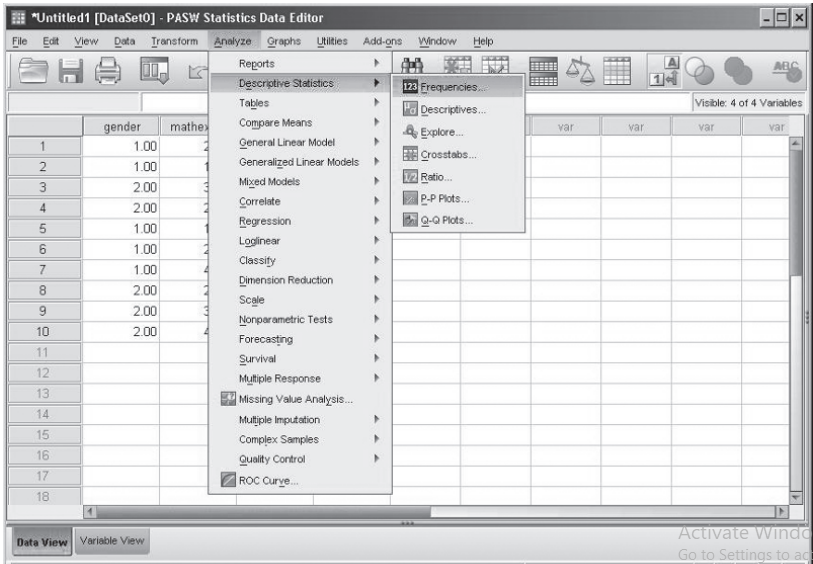 *Untitled1 [DataSet0] - PASW Statistics Data Editor
File Edit View Data Transform Analyze Graphs Utilities Add-ons Window Help
Visible: 4 of 4 Variables
Reports
Descriptive Statistics
Tables
Compare Means
General Linear Model
Generalized Linear Models
Mixed Models
Correlate
Regression
Loglinear
Classify
Dimension Reduction
Scale
Nonparametric Tests
Forecasting
Survival
Multiple Response
Missing Value Analysis...
Multiple Imputation
Complex Samples
Quality Control
ROC Curve...
123 Frequencies...
Descriptives...
Explore...
Crosstabs...
1/2 Ratio...
P-P Plots...
Q-Q Plots...
gender mathex var var var var
1 1.00 2
2 1.00 1
3 2.00 3
4 2.00 2
5 1.00 1
6 1.00 2
7 1.00 4
8 2.00 2
9 2.00 3
10 2.00 4
11
12
13
14
15
16
17
18
Data View Variable View
Activate Windo
Go to Settings to ac